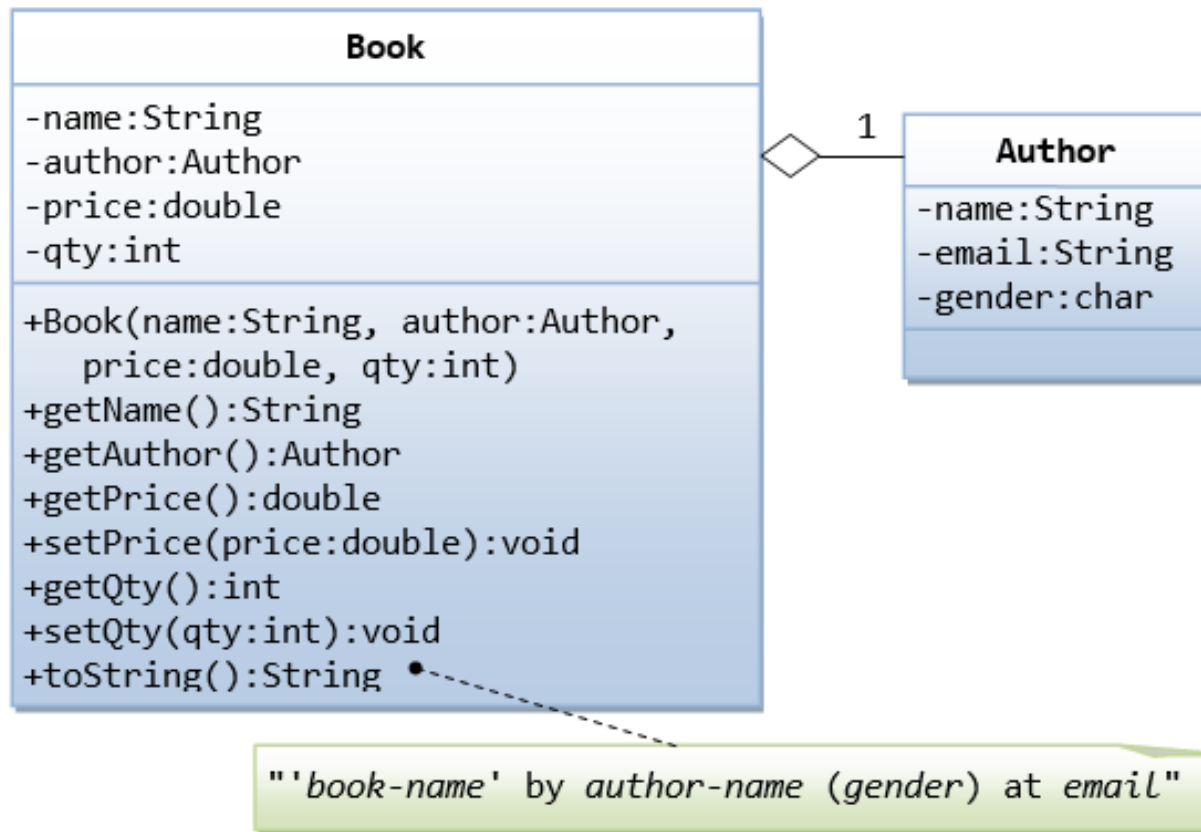 Book
-name:String
-author:Author
-price:double
-qty:int
+Book(name:String, author:Author,
price:double, qty:int)
+getName():String
+getAuthor():Author
+getPrice():double
+setPrice(price:double):void
+getQty():int
+setQty(qty:int):void
+toString():String
1
Author
-name:String
-email:String
-gender:char
"'book-name' by author-name (gender) at email"